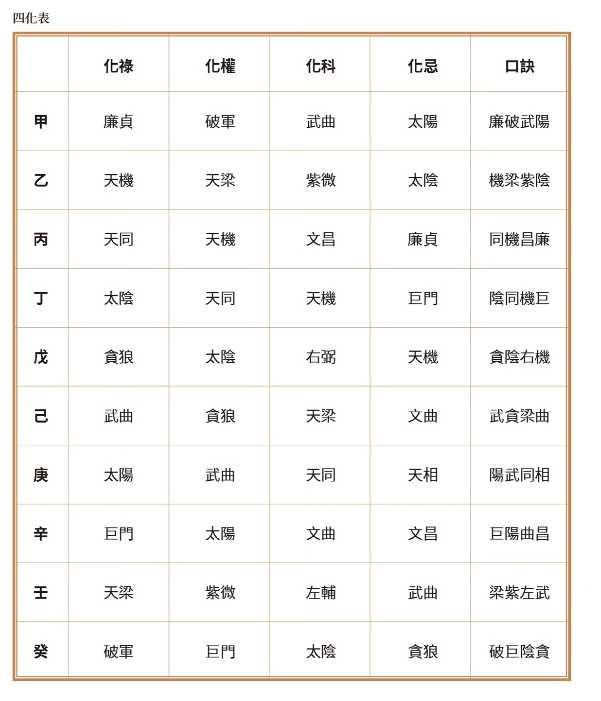 四化表
化祿 化權 化科 化忌 口訣
甲 廉貞 破軍 武曲 太陽 廉破武陽
乙 天機 天梁 紫微 太陰 機梁紫陰
丙 天同 天機 文昌 廉貞 同機昌廉
丁 太陰 天同 天機 巨門 陰同機巨
戊 貪狼 太陰 右弼 天機 貪陰右機
己 武曲 貪狼 天梁 文曲 武貪梁曲
庚 太陽 武曲 天同 天相 陽武同相
辛 巨門 太陽 文曲 文昌 巨陽曲昌
壬 天梁 紫微 左輔 武曲 梁紫左武
癸 破軍 巨門 太陰 貪狼 破巨陰貪